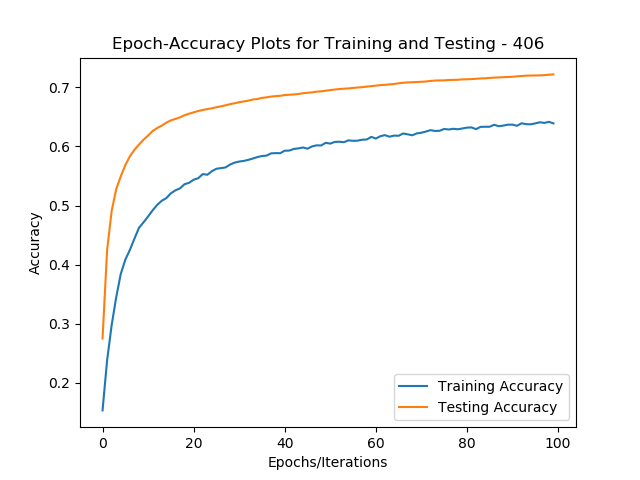 Epoch-Accuracy Plots for Training and Testing - 406
0.7
0.6
0.5
0.4
0.3
0.2
Accuracy
0
20
40
60
80
100
Epochs/Iterations
Training Accuracy
Testing Accuracy